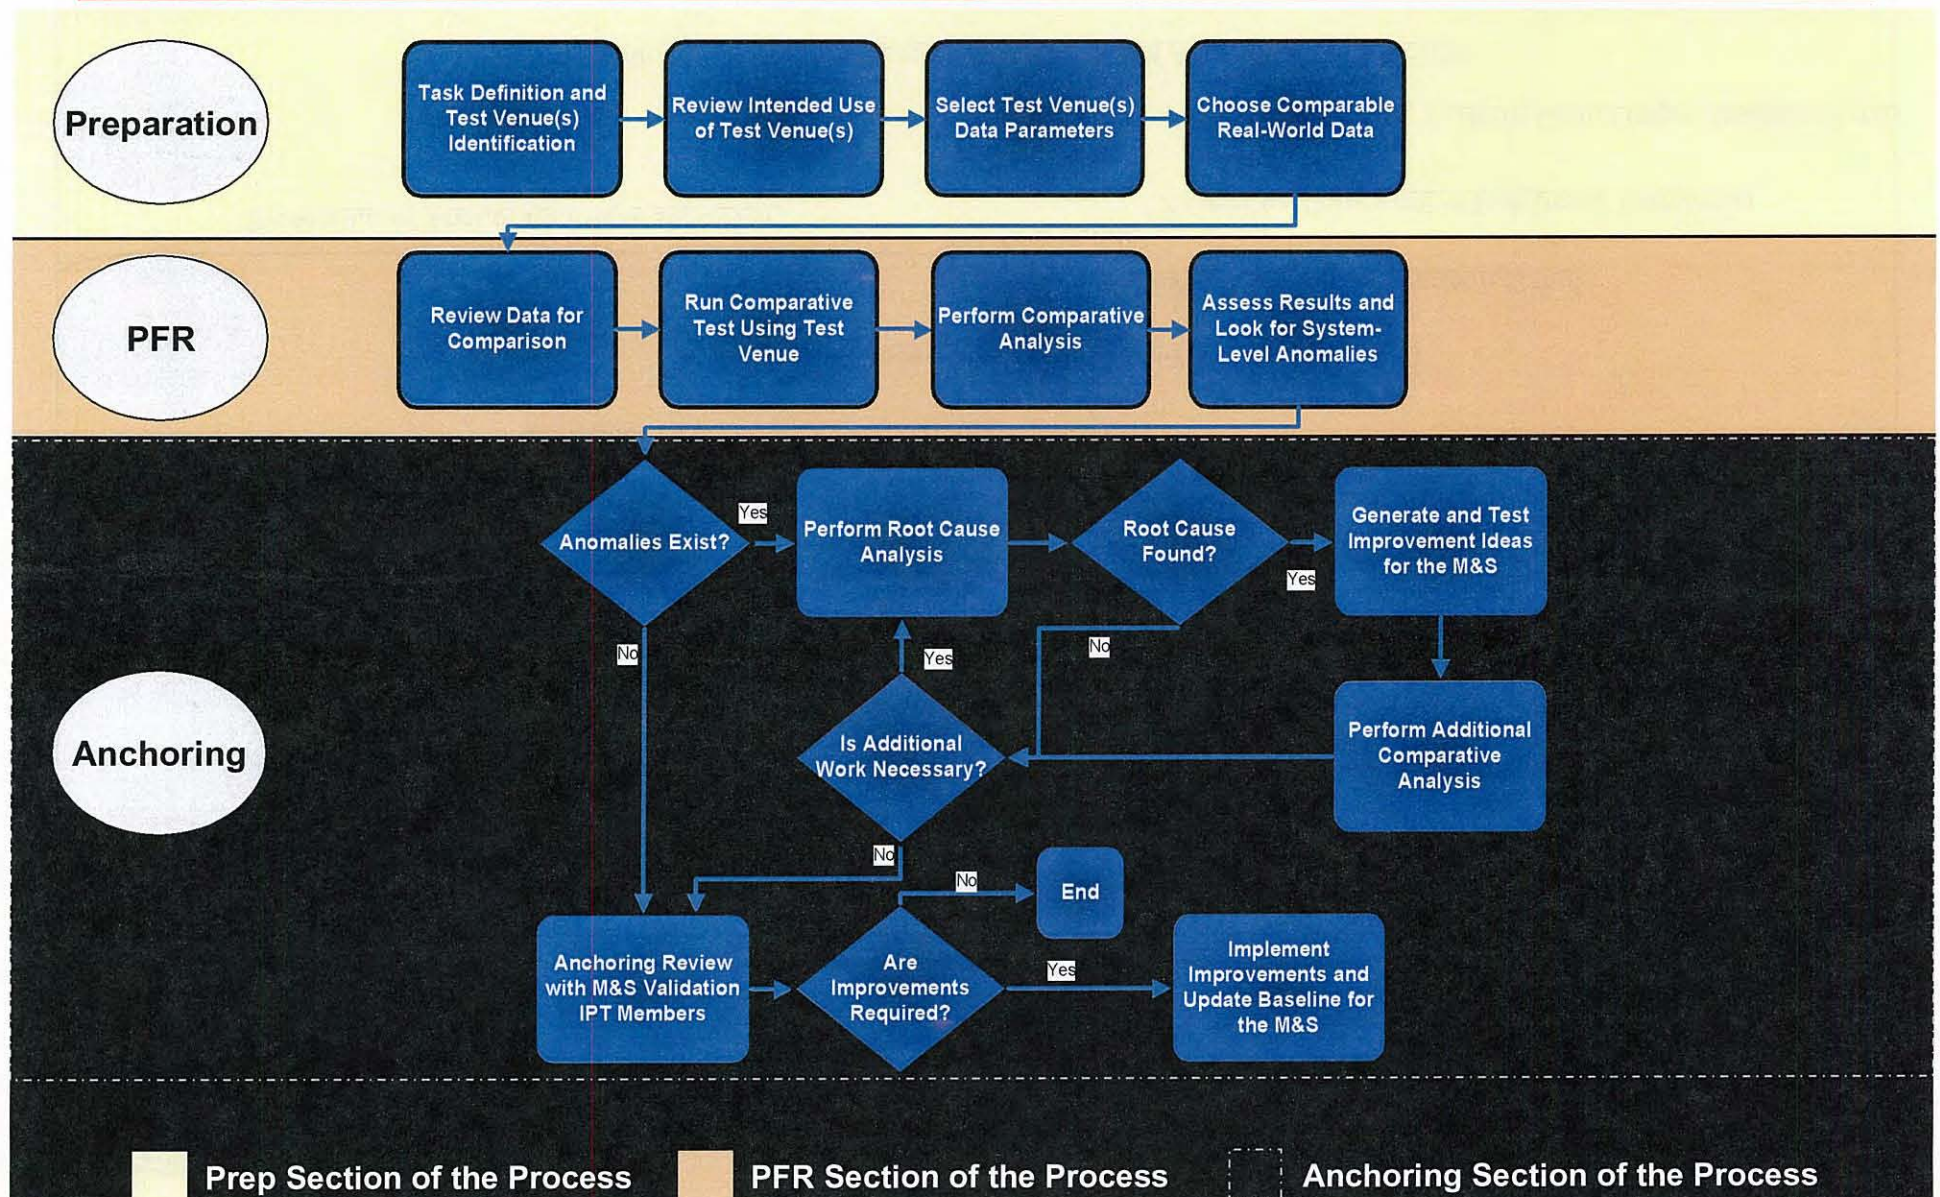 Preparation
Task Definition and
Test Venue(s)
Identification
Review Intended Use
of Test Venue(s)
Select Test Venue(s)
Data Parameters
Choose Comparable
Real-World Data
PFR
Review Data for
Comparison
Run Comparative
Test Using Test
Venue
Perform Comparative
Analysis
Assess Results and
Look for System-
Level Anomalies
Anchoring
Anomalies Exist?
Yes
No
Perform Root Cause
Analysis
Root Cause
Found?
Yes
No
Generate and Test
Improvement Ideas
for the M&S
Perform Additional
Comparative
Analysis
Is Additional
Work Necessary?
Yes
No
Anchoring Review
with M&S Validation
IPT Members
Are
Improvements
Required?
No
End
Yes
Implement
Improvements and
Update Baseline for
the M&S
Prep Section of the Process
PFR Section of the Process
Anchoring Section of the Process